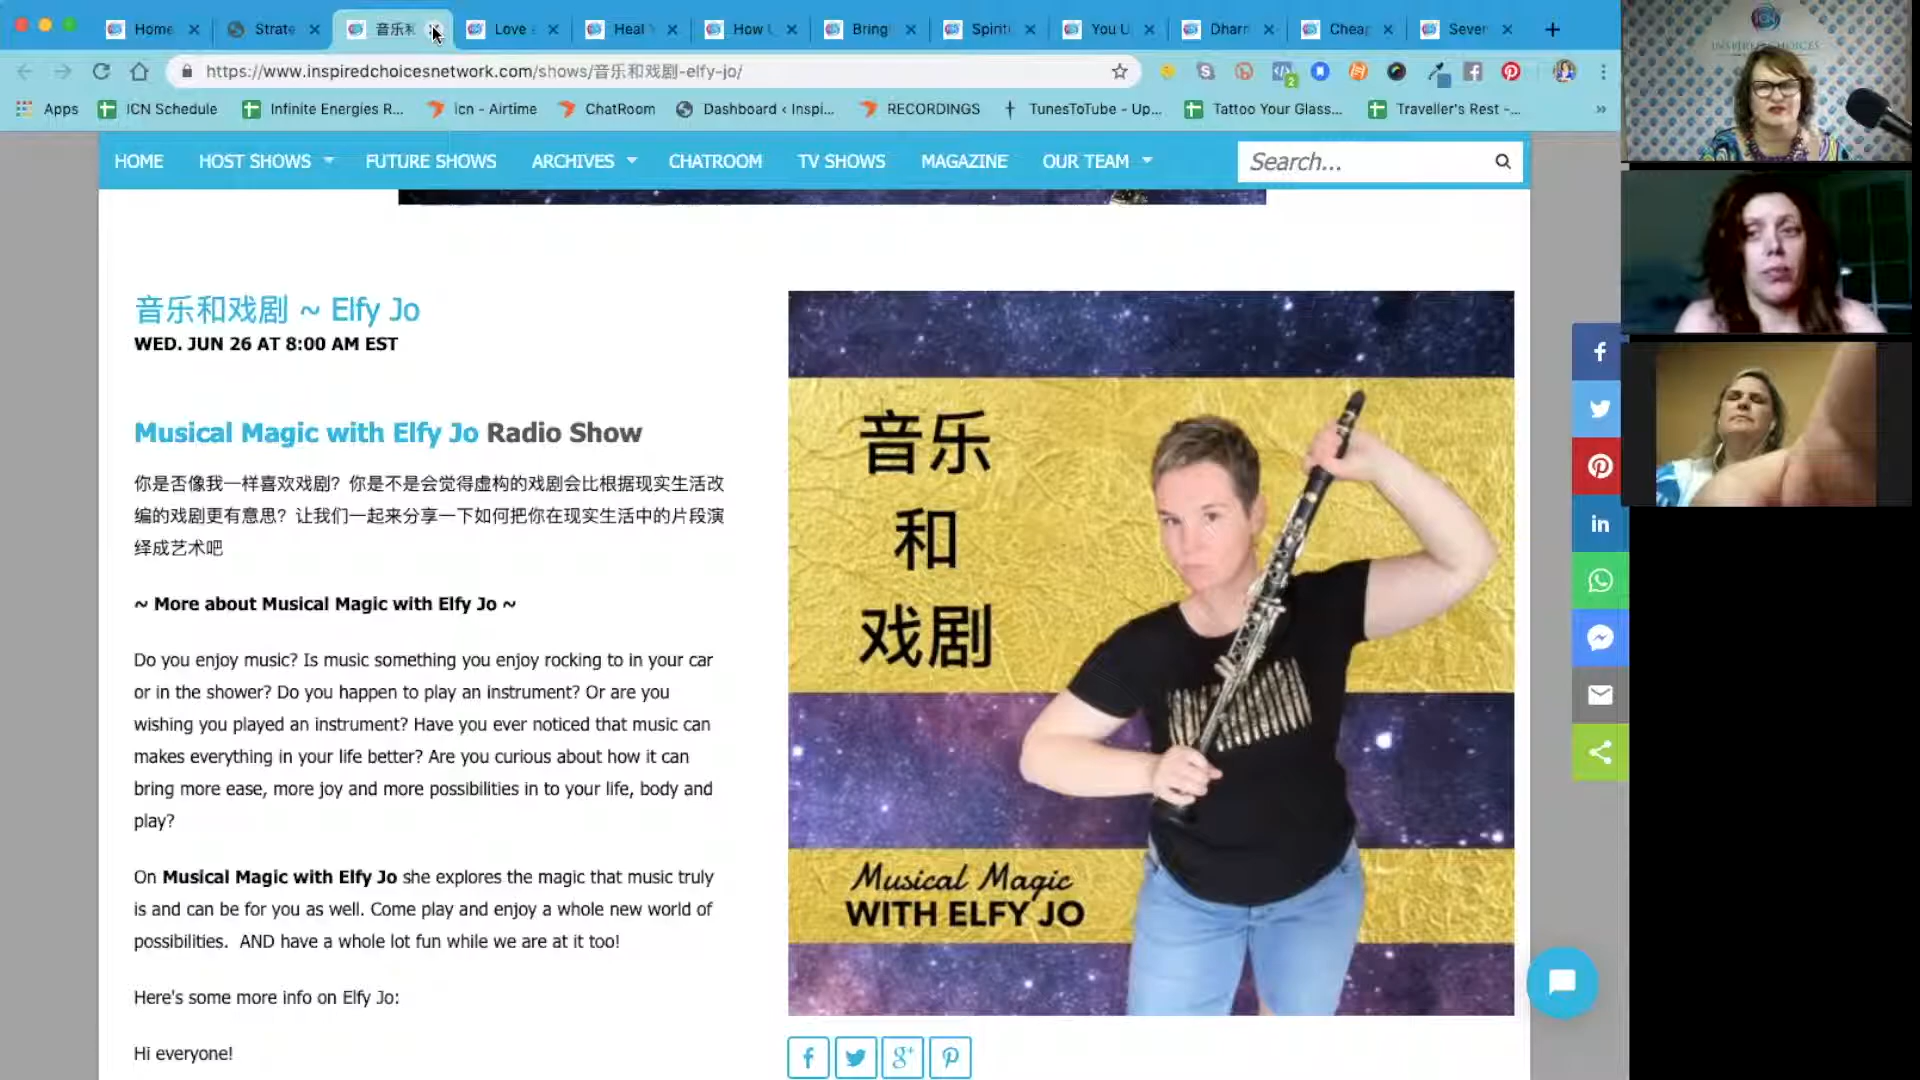 Home
Strate
音乐和
Love
Heal
How
Bring
Spirit
You U
Dharr
Cheap
Sever
https://www.inspiredchoicesnetwork.com/shows/音乐和戏剧-elfy-jo/
Apps
ICN Schedule
Infinite Energies R...
Icn - Airtime
ChatRoom
Dashboard ‹ Inspi...
RECORDINGS
TunesToTube - Up...
Tattoo Your Glass...
Traveller's Rest -...
»
HOME
HOST SHOWS
FUTURE SHOWS
ARCHIVES
CHATROOM
TV SHOWS
MAGAZINE
OUR TEAM
Search...
音乐和戏剧 ~ Elfy Jo
WED. JUN 26 AT 8:00 AM EST
Musical Magic with Elfy Jo Radio Show
你是否像我一样喜欢戏剧？你是不是会觉得虚构的戏剧会比根据现实生活改
编的戏剧更有意思？让我们一起来分享一下如何把你在现实生活中的片段演
绎成艺术吧
~ More about Musical Magic with Elfy Jo ~
Do you enjoy music? Is music something you enjoy rocking to in your car
or in the shower? Do you happen to play an instrument? Or are you
wishing you played an instrument? Have you ever noticed that music can
makes everything in your life better? Are you curious about how it can
bring more ease, more joy and more possibilities in to your life, body and
play?
On Musical Magic with Elfy Jo she explores the magic that music truly
is and can be for you as well. Come play and enjoy a whole new world of
possibilities. AND have a whole lot fun while we are at it too!
Here's some more info on Elfy Jo:
Hi everyone!
音乐
和
戏剧
Musical Magic
WITH ELFY JO
ICN
INSPIRED CHOICES